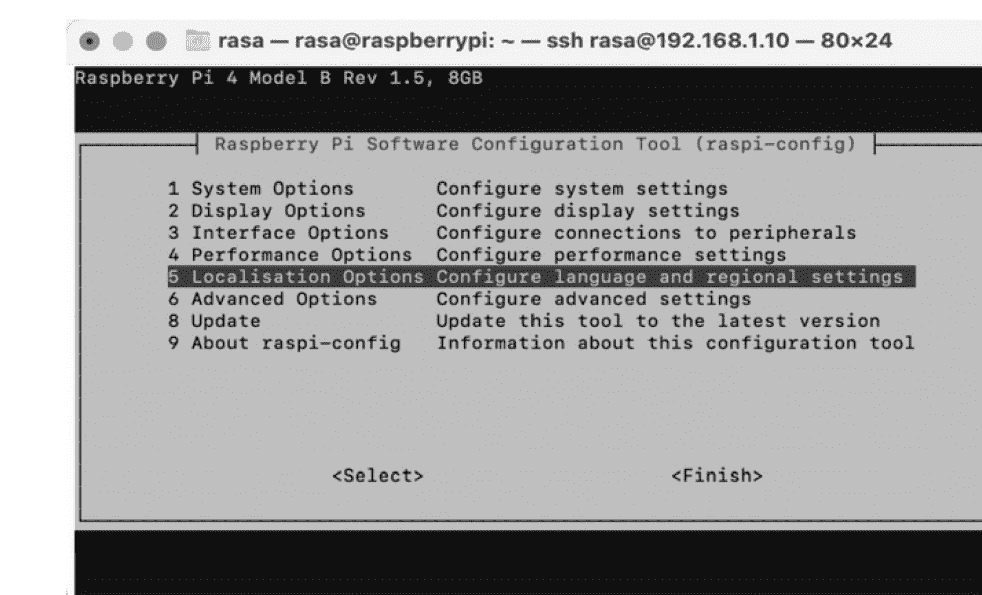 rasa — rasa@raspberrypi: ~ — ssh rasa@192.168.1.10 — 80×24
Raspberry Pi 4 Model B Rev 1.5, 8GB
Raspberry Pi Software Configuration Tool (raspi-config)
1 System Options Configure system settings
2 Display Options Configure display settings
3 Interface Options Configure connections to peripherals
4 Performance Options Configure performance settings
5 Localisation Options Configure language and regional settings
6 Advanced Options Configure advanced settings
8 Update Update this tool to the latest version
9 About raspi-config Information about this configuration tool
<Select> <Finish>